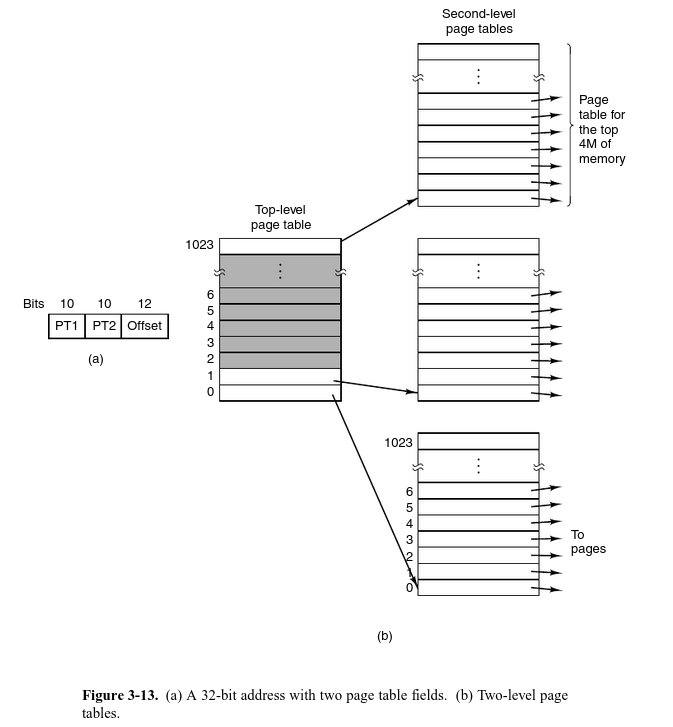 Second-level
page tables
Page
table for
the top
4M of
memory
Top-level
page table
1023
6
5
4
3
2
1
0
Bits 10 10 12
PT1 PT2 Offset
(a)
1023
6
5
4
3
2
1
0
To
pages
(b)
Figure 3-13. (a) A 32-bit address with two page table fields. (b) Two-level page
tables.